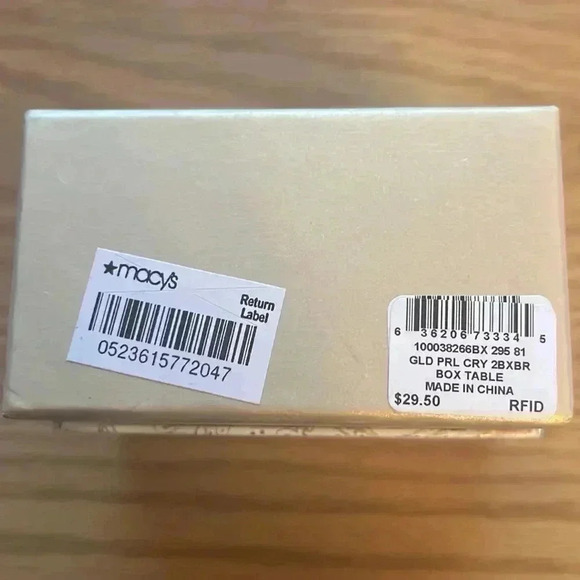 ★macy's
Return
Label
0523615772047
6 36206 73334 5
100038266BX 295 81
GLD PRL CRY 2BXBR
BOX TABLE
MADE IN CHINA
$29.50 RFID